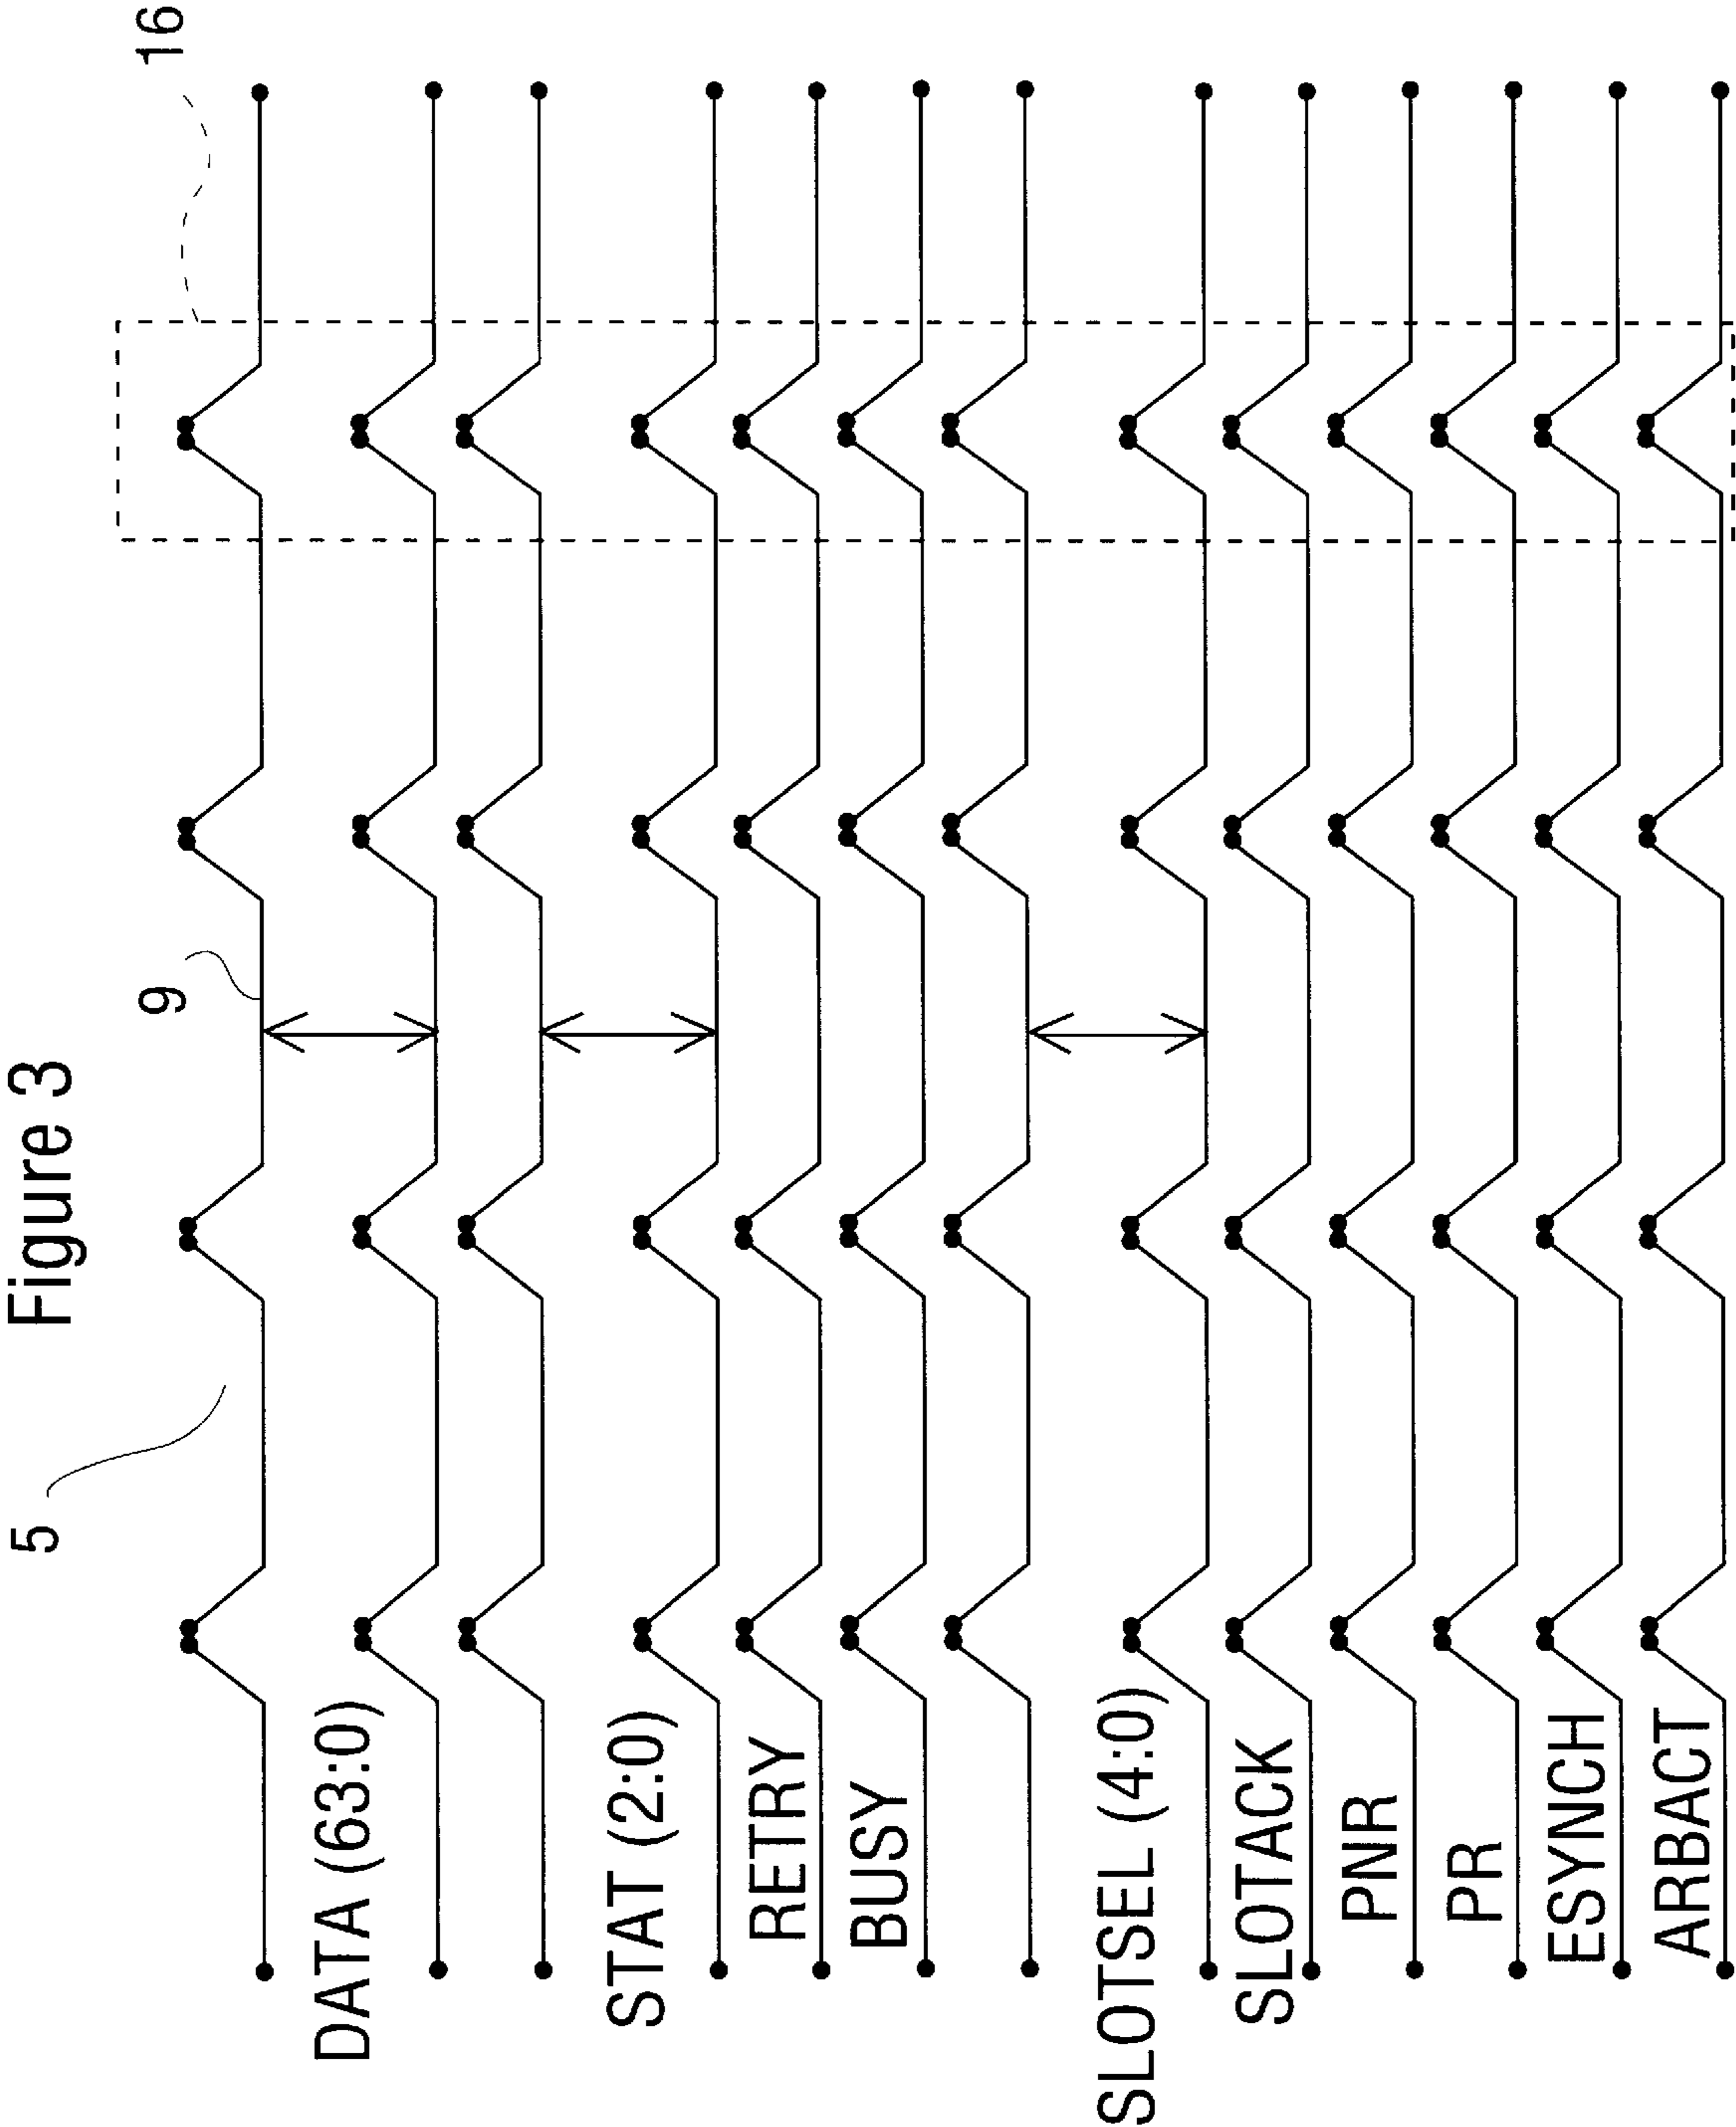 Figure 3
5
9
16
DATA (63:0)
STAT (2:0)
RETRY
BUSY
SLOTSEL (4:0)
SLOTACK
PNR
PR
ESYNCH
ARBACT